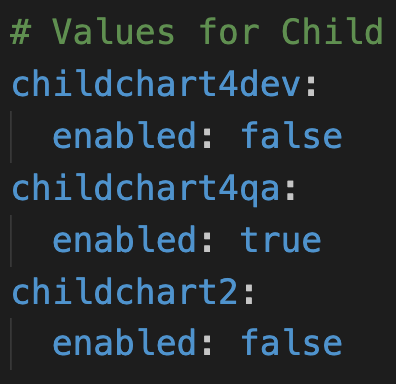 # Values for Child
childchart4dev:
  enabled: false
childchart4qa:
  enabled: true
childchart2:
  enabled: false